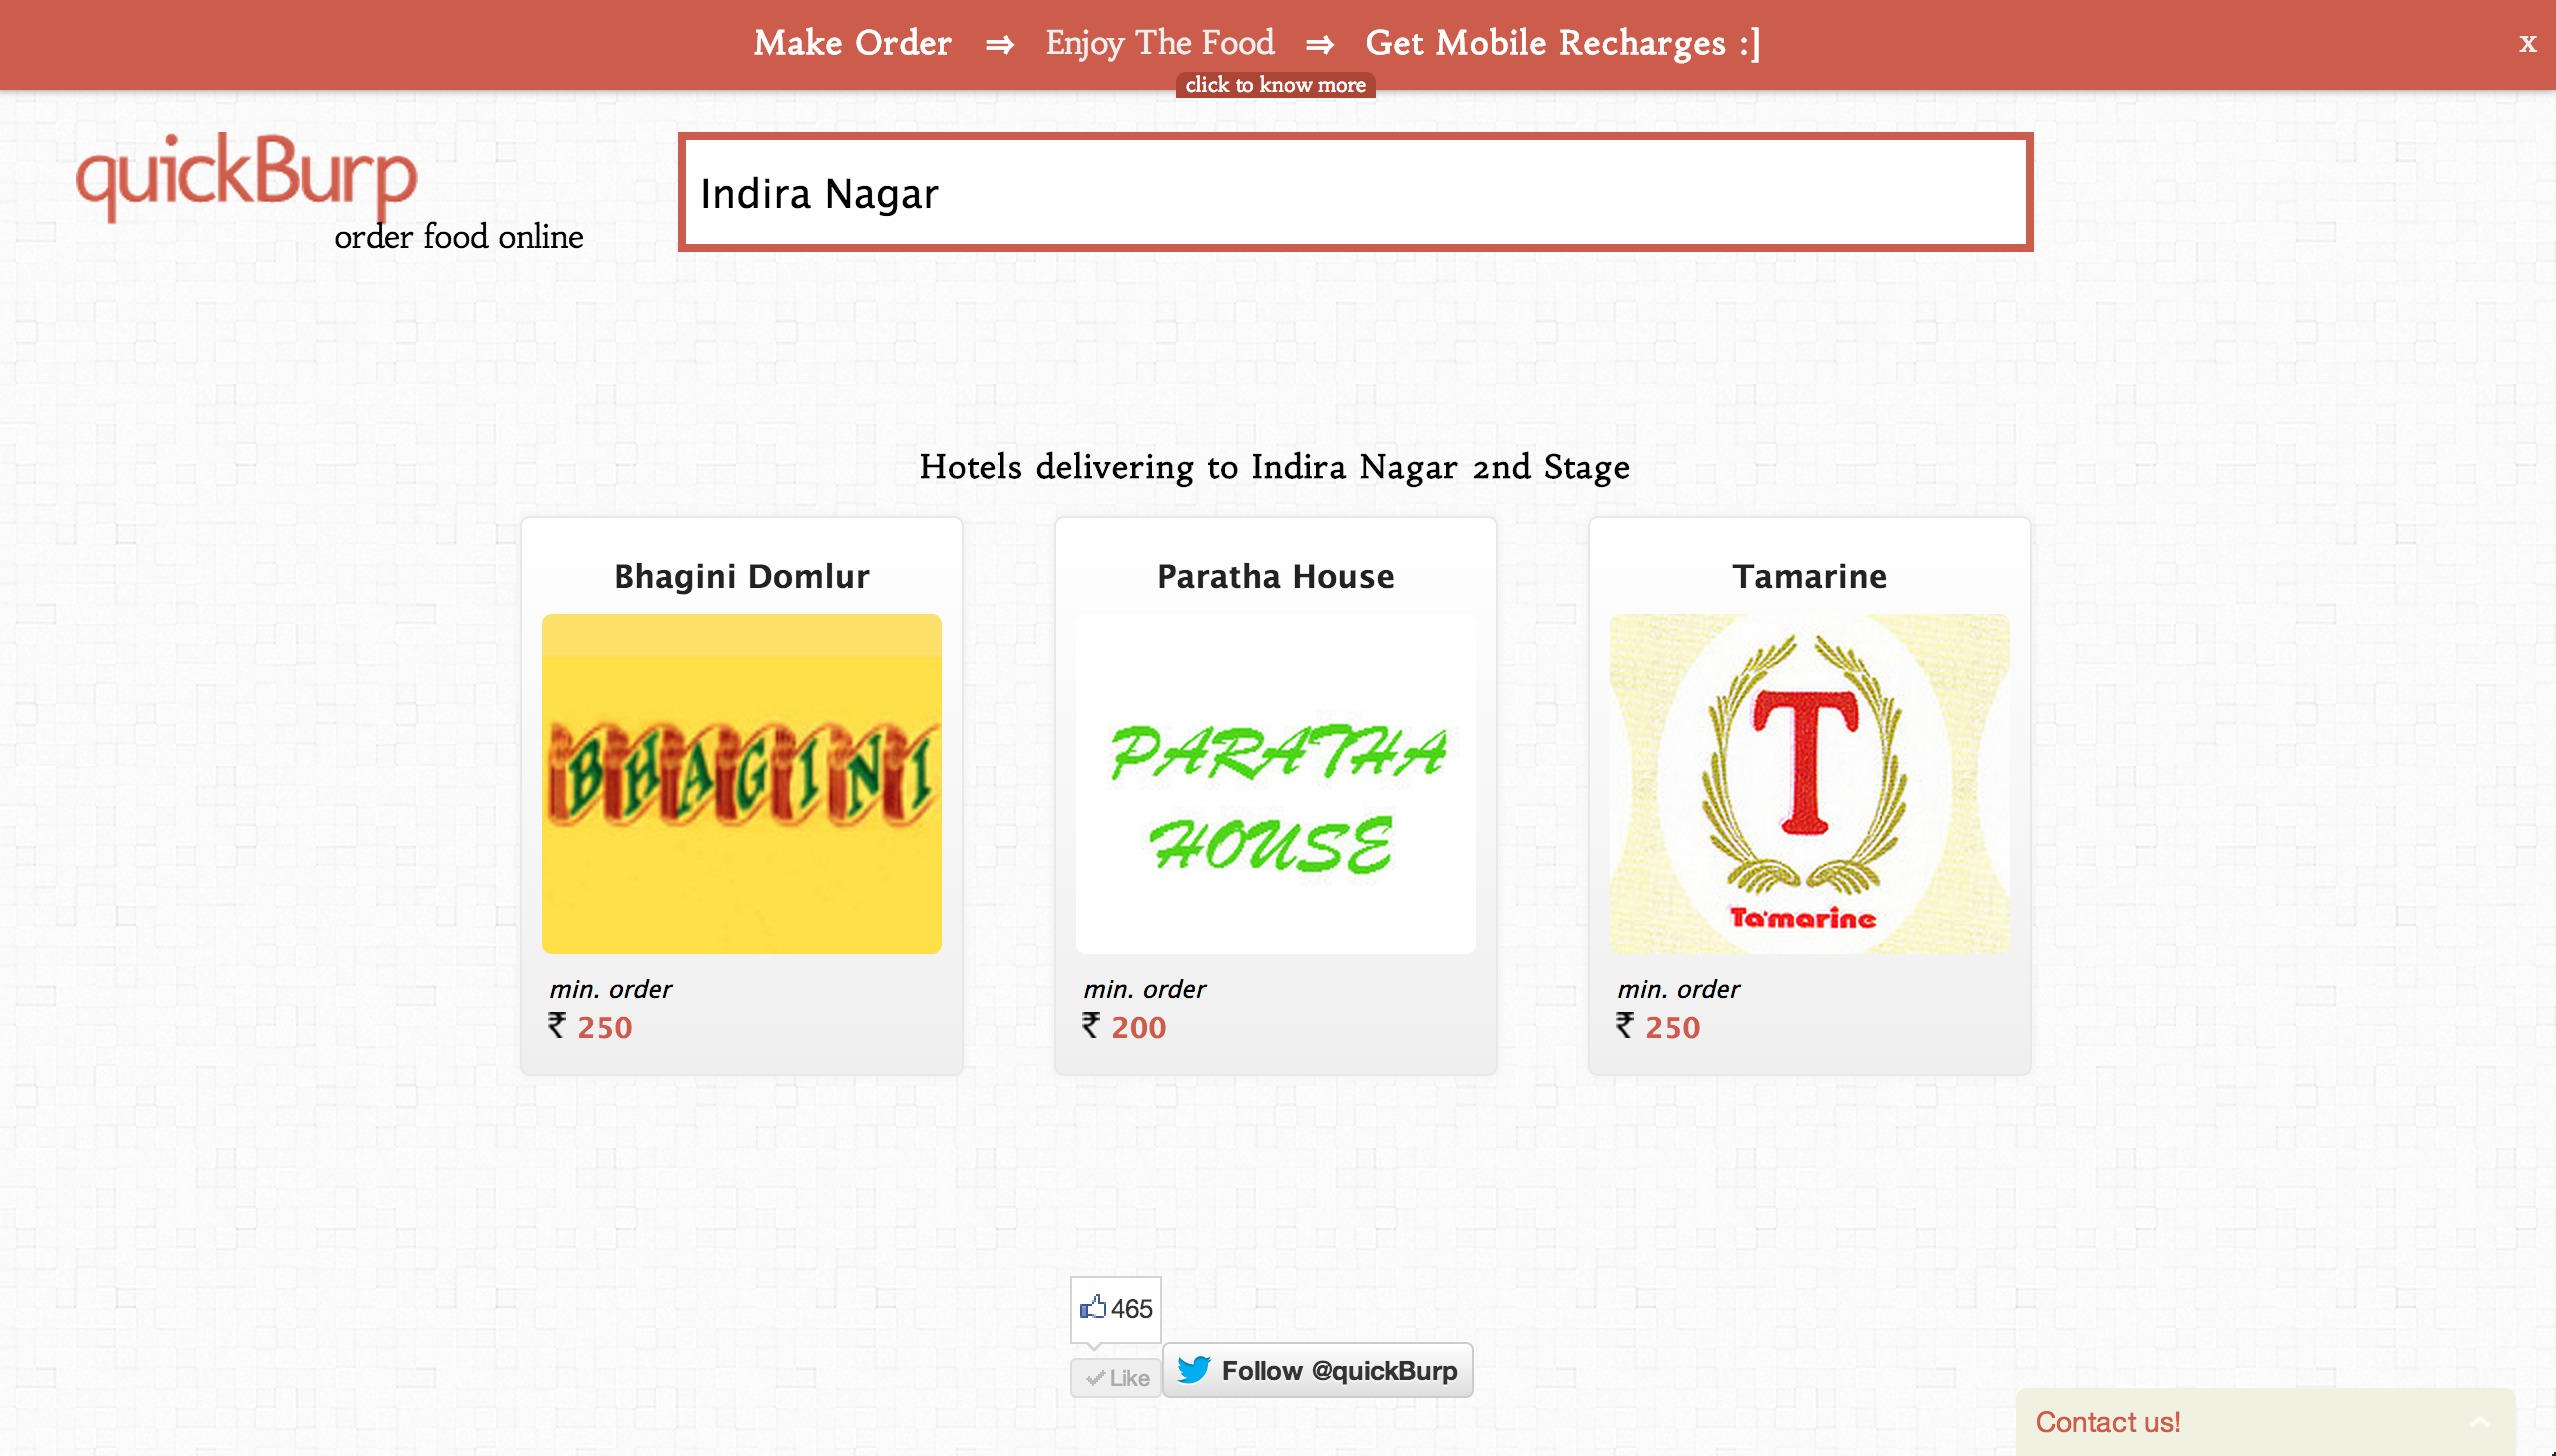 Make Order ⇒ Enjoy The Food ⇒ Get Mobile Recharges :]
x
click to know more
quickBurp
order food online
Indira Nagar
Hotels delivering to Indira Nagar 2nd Stage
Bhagini Domlur
BHAGINI
min. order
₹ 250
Paratha House
PARATHA
HOUSE
min. order
₹ 200
Tamarine
T
Ta'marine
min. order
₹ 250
465
Like
Follow @quickBurp
Contact us!